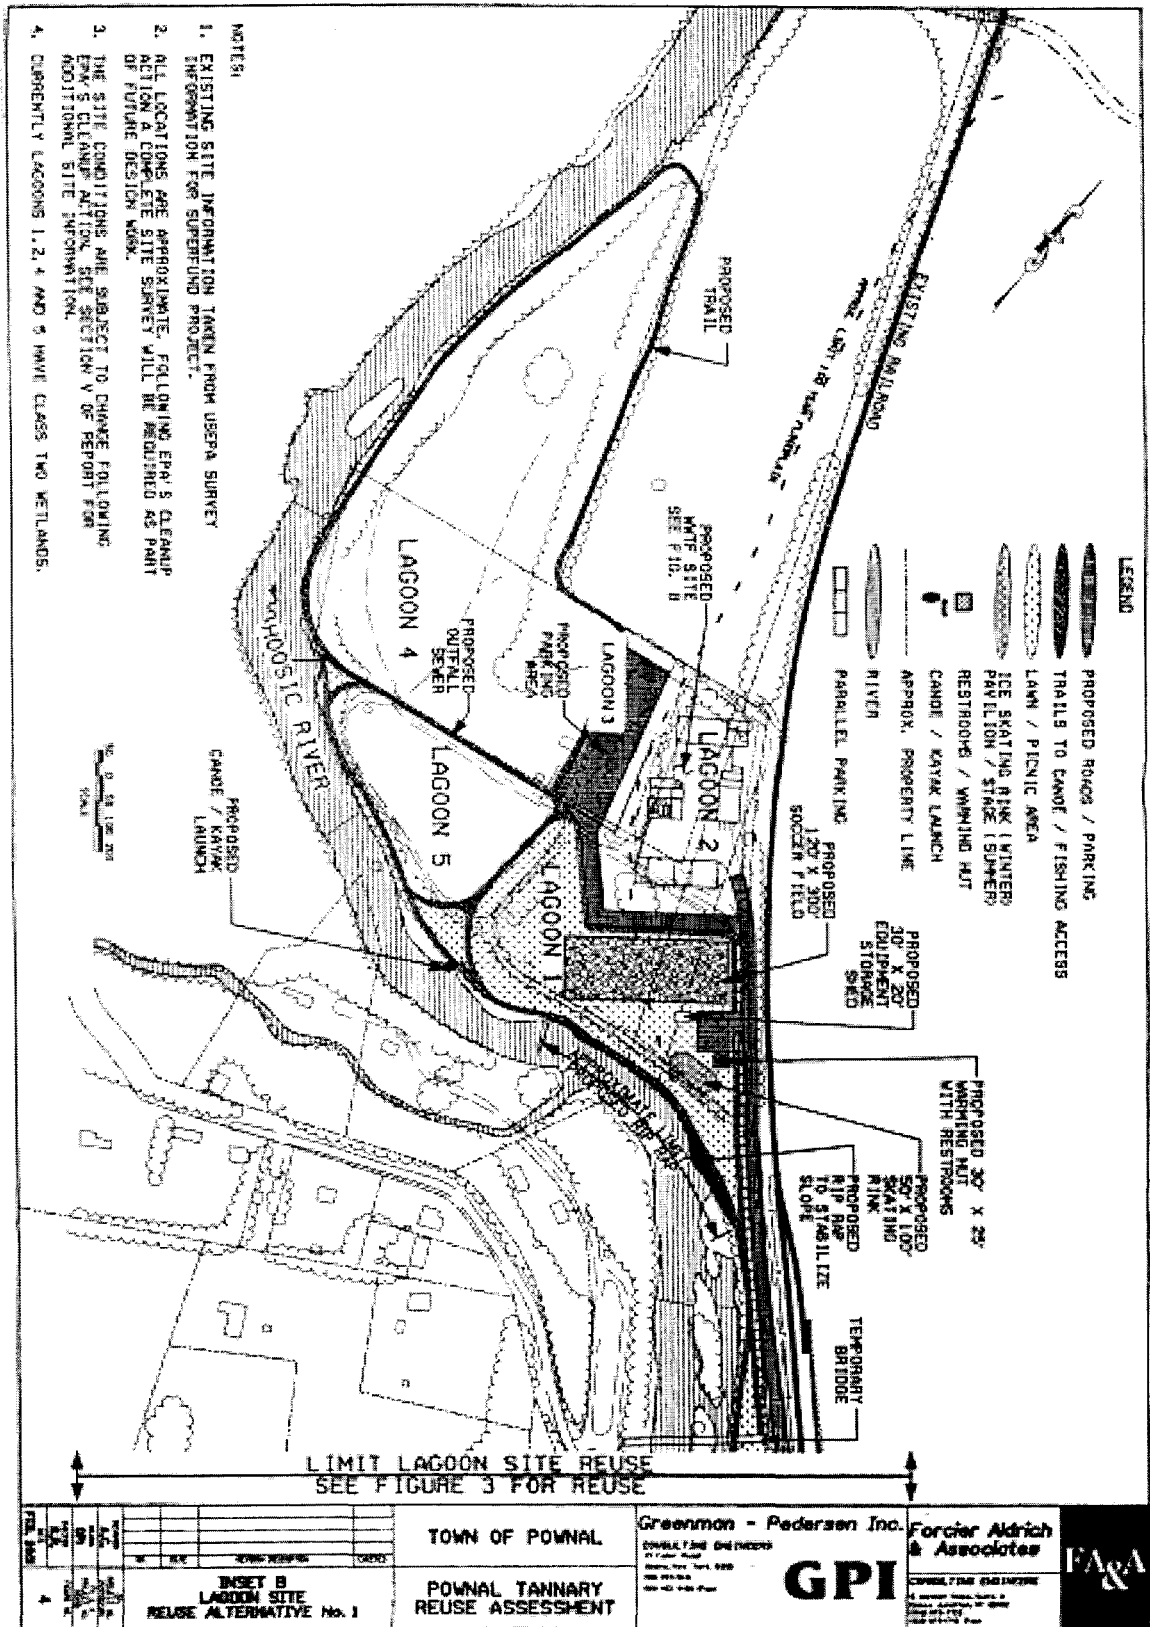 LEGEND
PROPOSED ROADS / PARKING
TRAILS TO CANOE / FISHING ACCESS
LAWN / PICNIC AREA
ICE SKATING RINK (WINTER)
PAVILION / STAGE (SUMMER)
RESTROOMS / WARMING HUT
CANOE / KAYAK LAUNCH
APPROX. PROPERTY LINE
RIVER
PARALLEL PARKING
EXISTING RAILROAD
PROPOSED
TRAIL
PROPOSED
WWTF SITE
SEE FIG. B
LAGOON 4
PROPOSED
OUTFALL
SEWER
PROPOSED
PARKING
AREA
LAGOON 3
LAGOON 2
LAGOON 5
LAGOON 1
HOOSIC RIVER
PROPOSED
CANOE / KAYAK
LAUNCH
PROPOSED
120' X 300'
SOCCER FIELD
PROPOSED
30' X 20'
EQUIPMENT
STORAGE
SHED
PROPOSED 30' X 25'
WARMING HUT
WITH RESTROOMS
PROPOSED
50' X 100'
SKATING
RINK
PROPOSED
RIP RAP
TO STABILIZE
SLOPE
TEMPORARY
BRIDGE
SCALE
NOTES:
1. EXISTING SITE INFORMATION TAKEN FROM USEPA SURVEY
INFORMATION FOR SUPERFUND PROJECT.
2. ALL LOCATIONS ARE APPROXIMATE. FOLLOWING EPA'S CLEANUP
ACTION A COMPLETE SITE SURVEY WILL BE REQUIRED AS PART
OF FUTURE DESIGN WORK.
3. THE SITE CONDITIONS ARE SUBJECT TO CHANGE FOLLOWING
EPA'S CLEANUP ACTION. SEE SECTION V OF REPORT FOR
ADDITIONAL SITE INFORMATION.
4. CURRENTLY LAGOONS 1, 2, 4 AND 5 HAVE CLASS TWO WETLANDS.
LIMIT LAGOON SITE REUSE
SEE FIGURE 3 FOR REUSE
4
INSET B
LAGOON SITE
REUSE ALTERNATIVE No. 1
TOWN OF POWNAL
POWNAL TANNARY
REUSE ASSESSMENT
Greenman - Pedersen Inc.
CONSULTING ENGINEERS
GPI
Forcier Aldrich
& Associates
CONSULTING ENGINEERS
FA&A